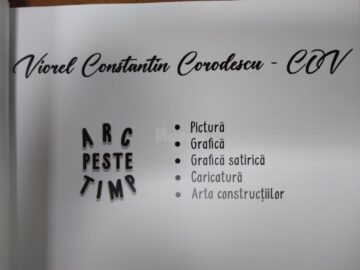 Viorel Constantin Corodescu - COV
ARC
PESTE
TIMP
• Pictură
• Grafică
• Grafică satirică
• Caricatură
• Arta construcțiilor